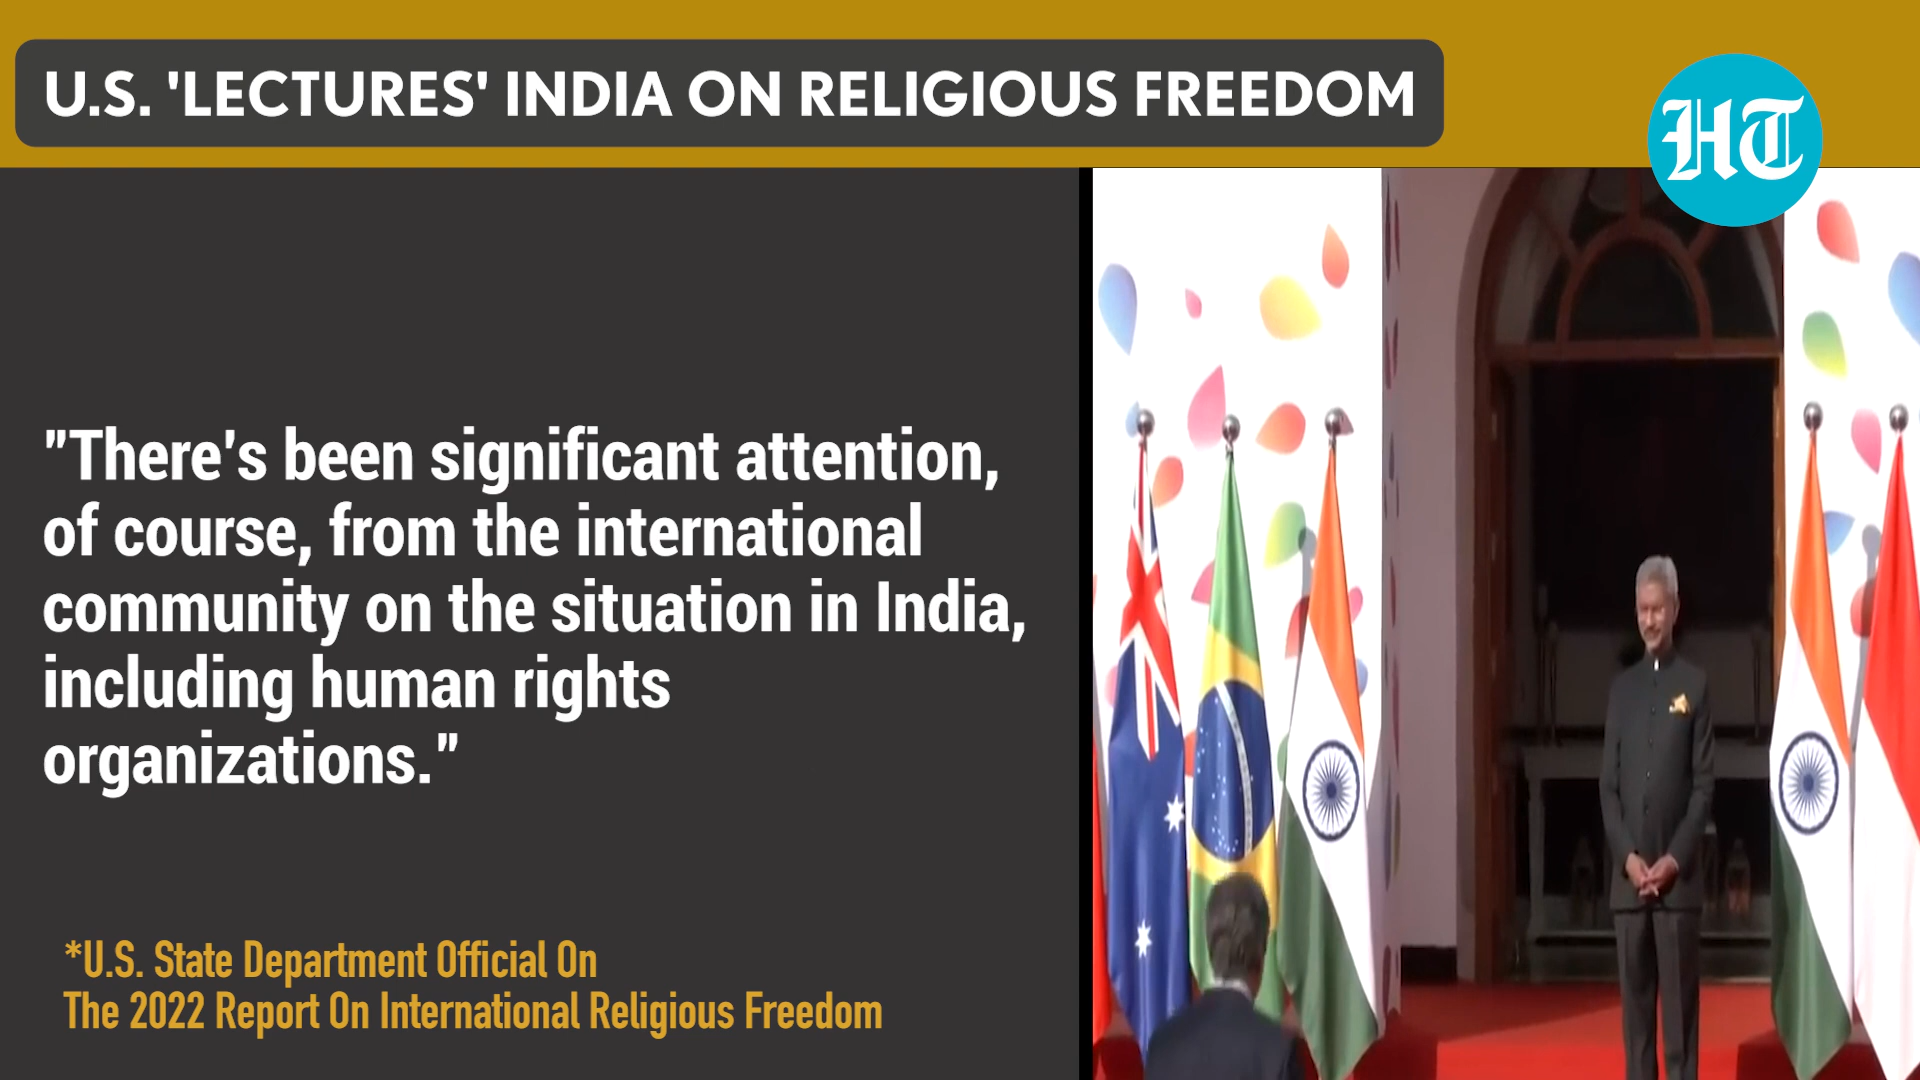 U.S. 'LECTURES' INDIA ON RELIGIOUS FREEDOM
HT
"There's been significant attention,
of course, from the international
community on the situation in India,
including human rights
organizations."
*U.S. State Department Official On
The 2022 Report On International Religious Freedom